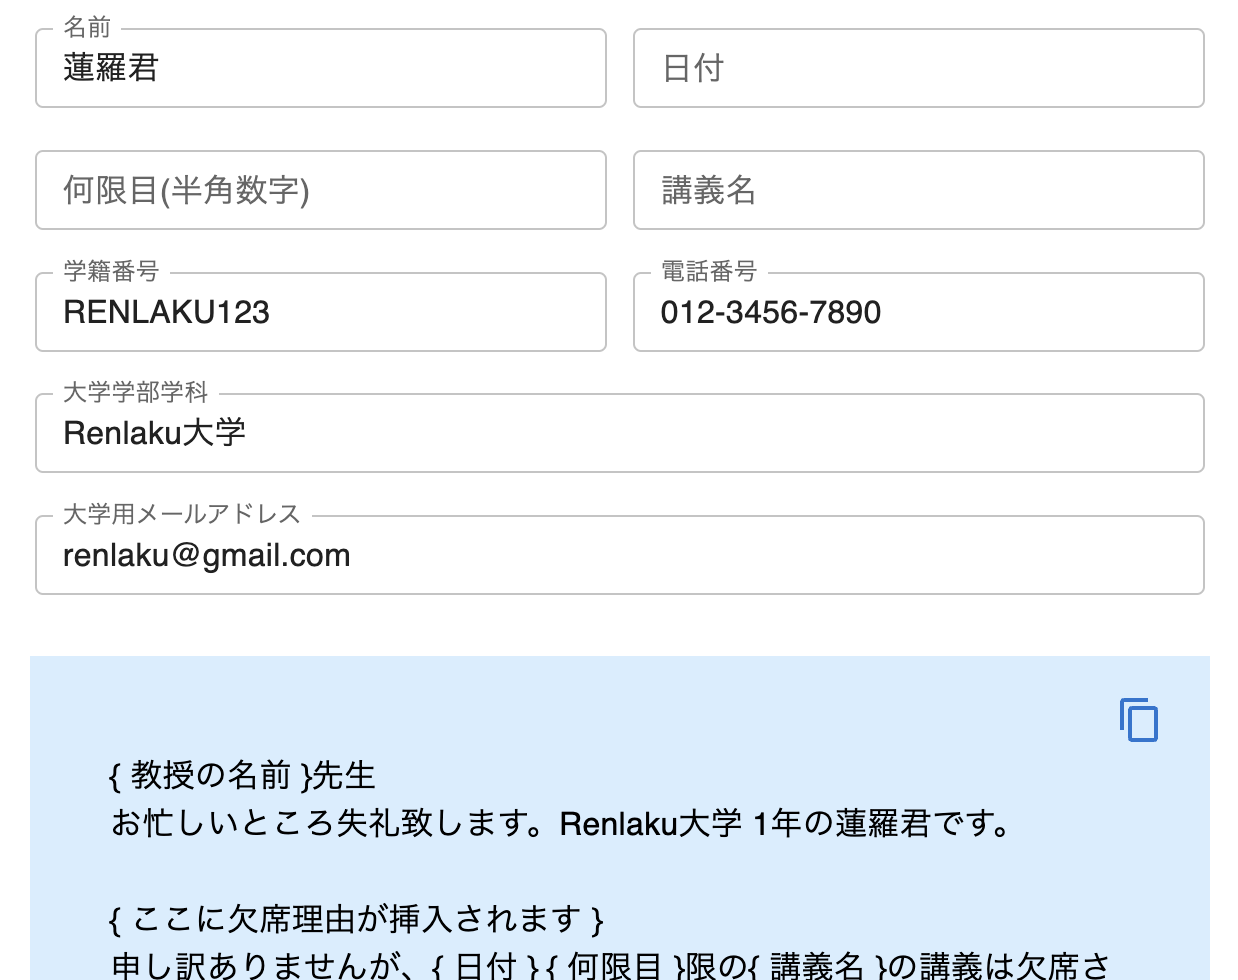 名前
蓮羅君
日付
何限目(半角数字)
講義名
学籍番号
RENLAKU123
電話番号
012-3456-7890
大学学部学科
Renlaku大学
大学用メールアドレス
renlaku@gmail.com
{ 教授の名前 }先生
お忙しいところ失礼致します。Renlaku大学 1年の蓮羅君です。
{ ここに欠席理由が挿入されます }
申し訳ありませんが、{ 日付 } { 何限目 }限の{ 講義名 }の講義は欠席さ